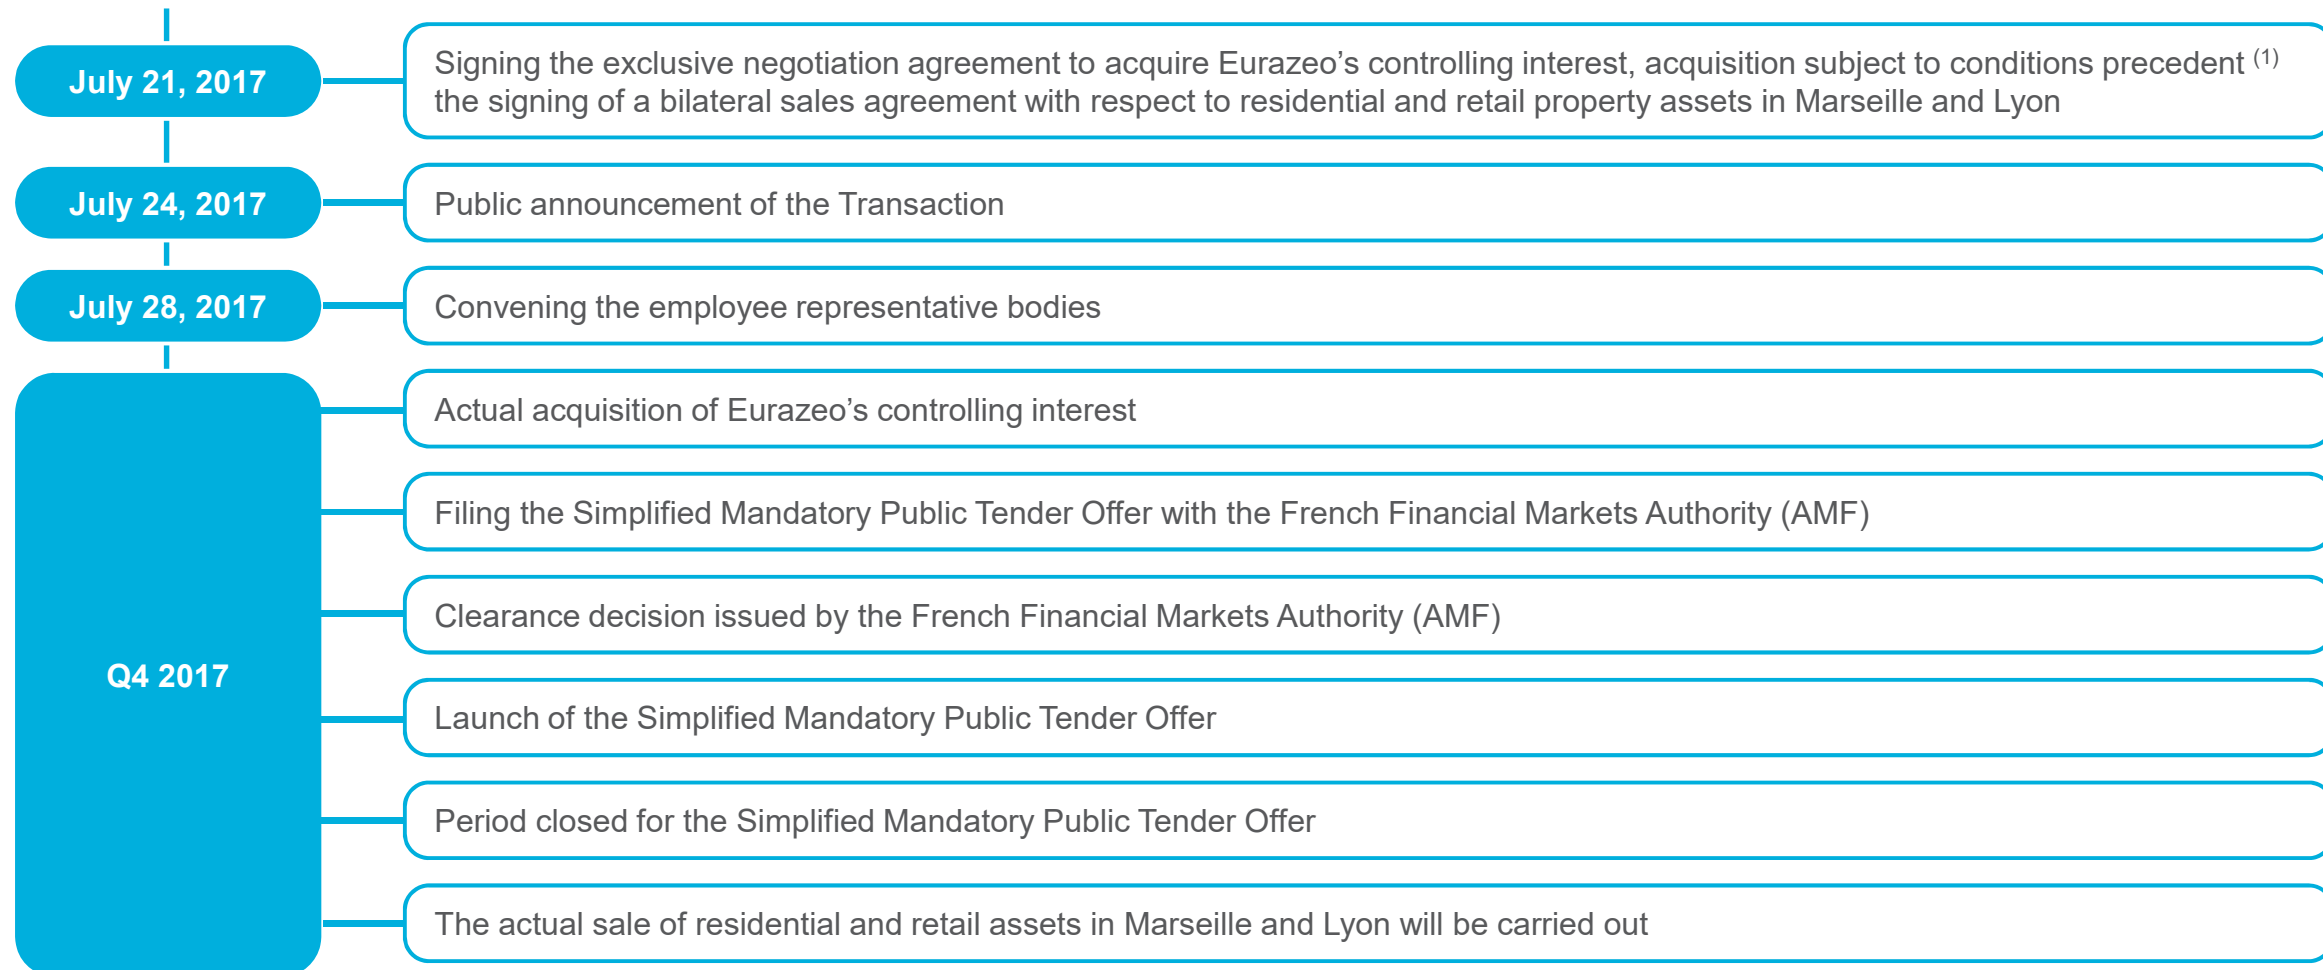 July 21, 2017
Signing the exclusive negotiation agreement to acquire Eurazeo’s controlling interest, acquisition subject to conditions precedent (1)
the signing of a bilateral sales agreement with respect to residential and retail property assets in Marseille and Lyon
July 24, 2017
Public announcement of the Transaction
July 28, 2017
Convening the employee representative bodies
Q4 2017
Actual acquisition of Eurazeo’s controlling interest
Filing the Simplified Mandatory Public Tender Offer with the French Financial Markets Authority (AMF)
Clearance decision issued by the French Financial Markets Authority (AMF)
Launch of the Simplified Mandatory Public Tender Offer
Period closed for the Simplified Mandatory Public Tender Offer
The actual sale of residential and retail assets in Marseille and Lyon will be carried out